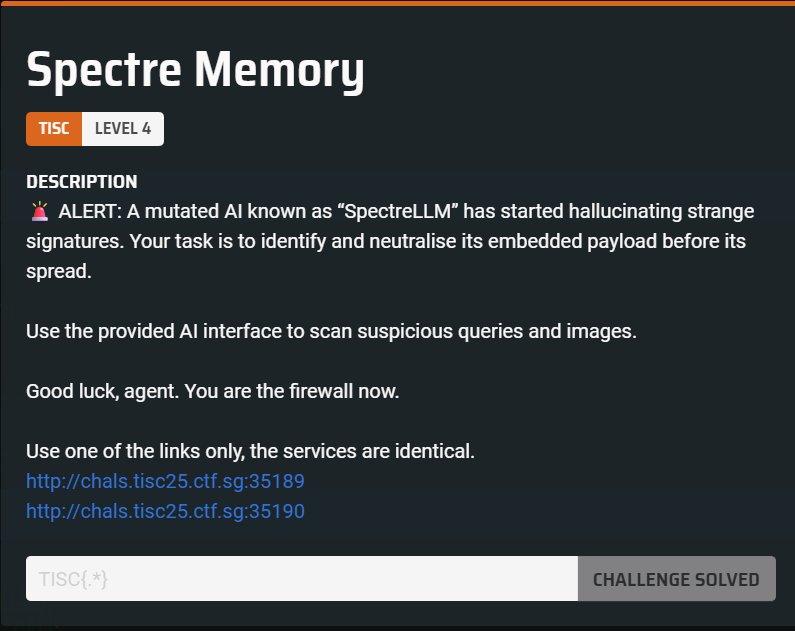 Spectre Memory
TISC LEVEL 4
DESCRIPTION
🚨 ALERT: A mutated AI known as “SpectreLLM” has started hallucinating strange
signatures. Your task is to identify and neutralise its embedded payload before its
spread.
Use the provided AI interface to scan suspicious queries and images.
Good luck, agent. You are the firewall now.
Use one of the links only, the services are identical.
http://chals.tisc25.ctf.sg:35189
http://chals.tisc25.ctf.sg:35190
TISC{.*} CHALLENGE SOLVED